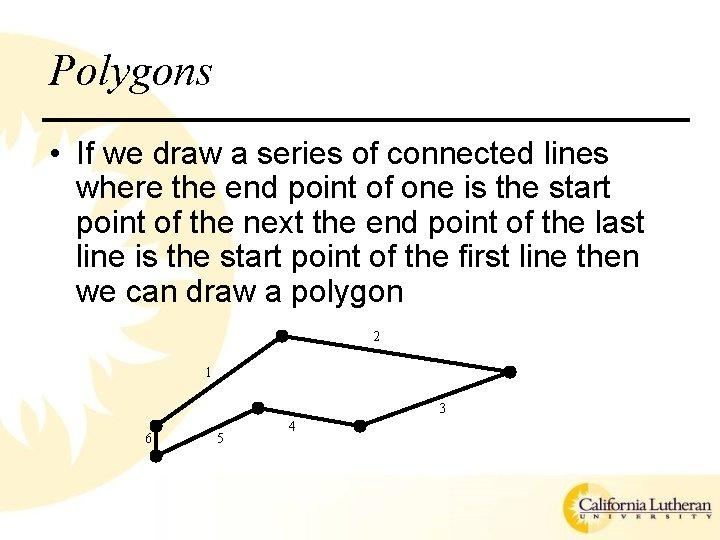 Polygons
• If we draw a series of connected lines
where the end point of one is the start
point of the next the end point of the last
line is the start point of the first line then
we can draw a polygon
2
1
3
4
6
5
California Lutheran
UNIVERSITY